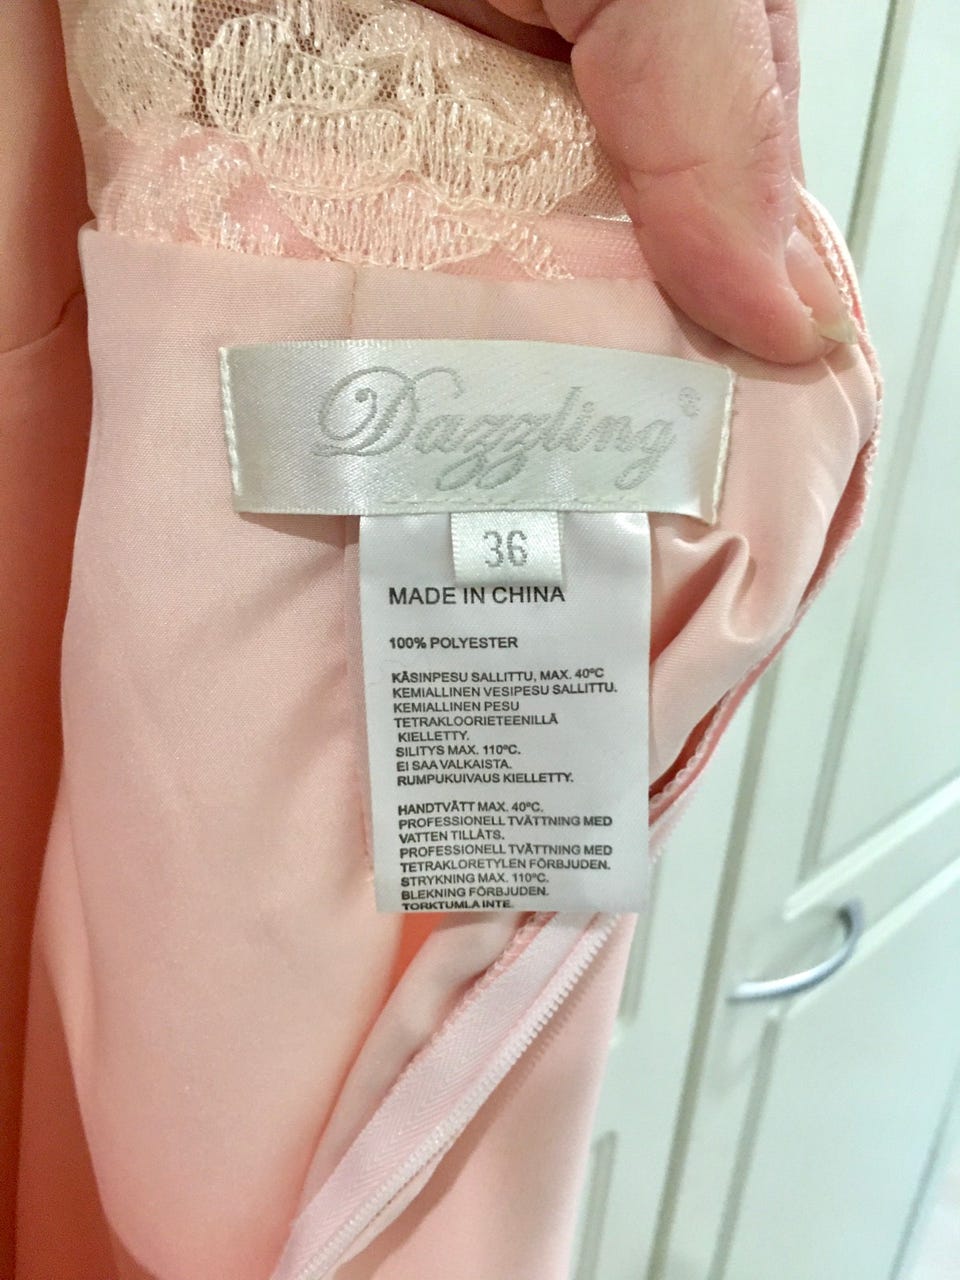 Dazzling®
36
MADE IN CHINA
100% POLYESTER
KÄSINPESU SALLITTU, MAX. 40ºC
KEMIALLINEN VESIPESU SALLITTU.
KEMIALLINEN PESU
TETRAKLOORIETEENILLÄ
KIELLETTY.
SILITYS MAX. 110ºC.
EI SAA VALKAISTA.
RUMPUKUIVAUS KIELLETTY.
HANDTVÄTT MAX. 40ºC.
PROFESSIONELL TVÄTTNING MED
VATTEN TILLÅTS.
PROFESSIONELL TVÄTTNING MED
TETRAKLORETYLEN FÖRBJUDEN.
STRYKNING MAX. 110ºC.
BLEKNING FÖRBJUDEN.
TORKTUMLA INTE.